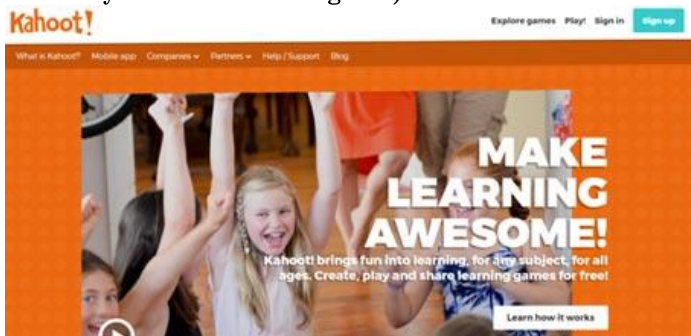 Kahoot!
Explore games Play! Sign in Sign up
What is Kahoot!? Mobile app Companies Partners Help / Support Blog
MAKE
LEARNING
AWESOME!
Kahoot! brings fun into learning, for any subject, for all
ages. Create, play and share learning games for free!
Learn how it works